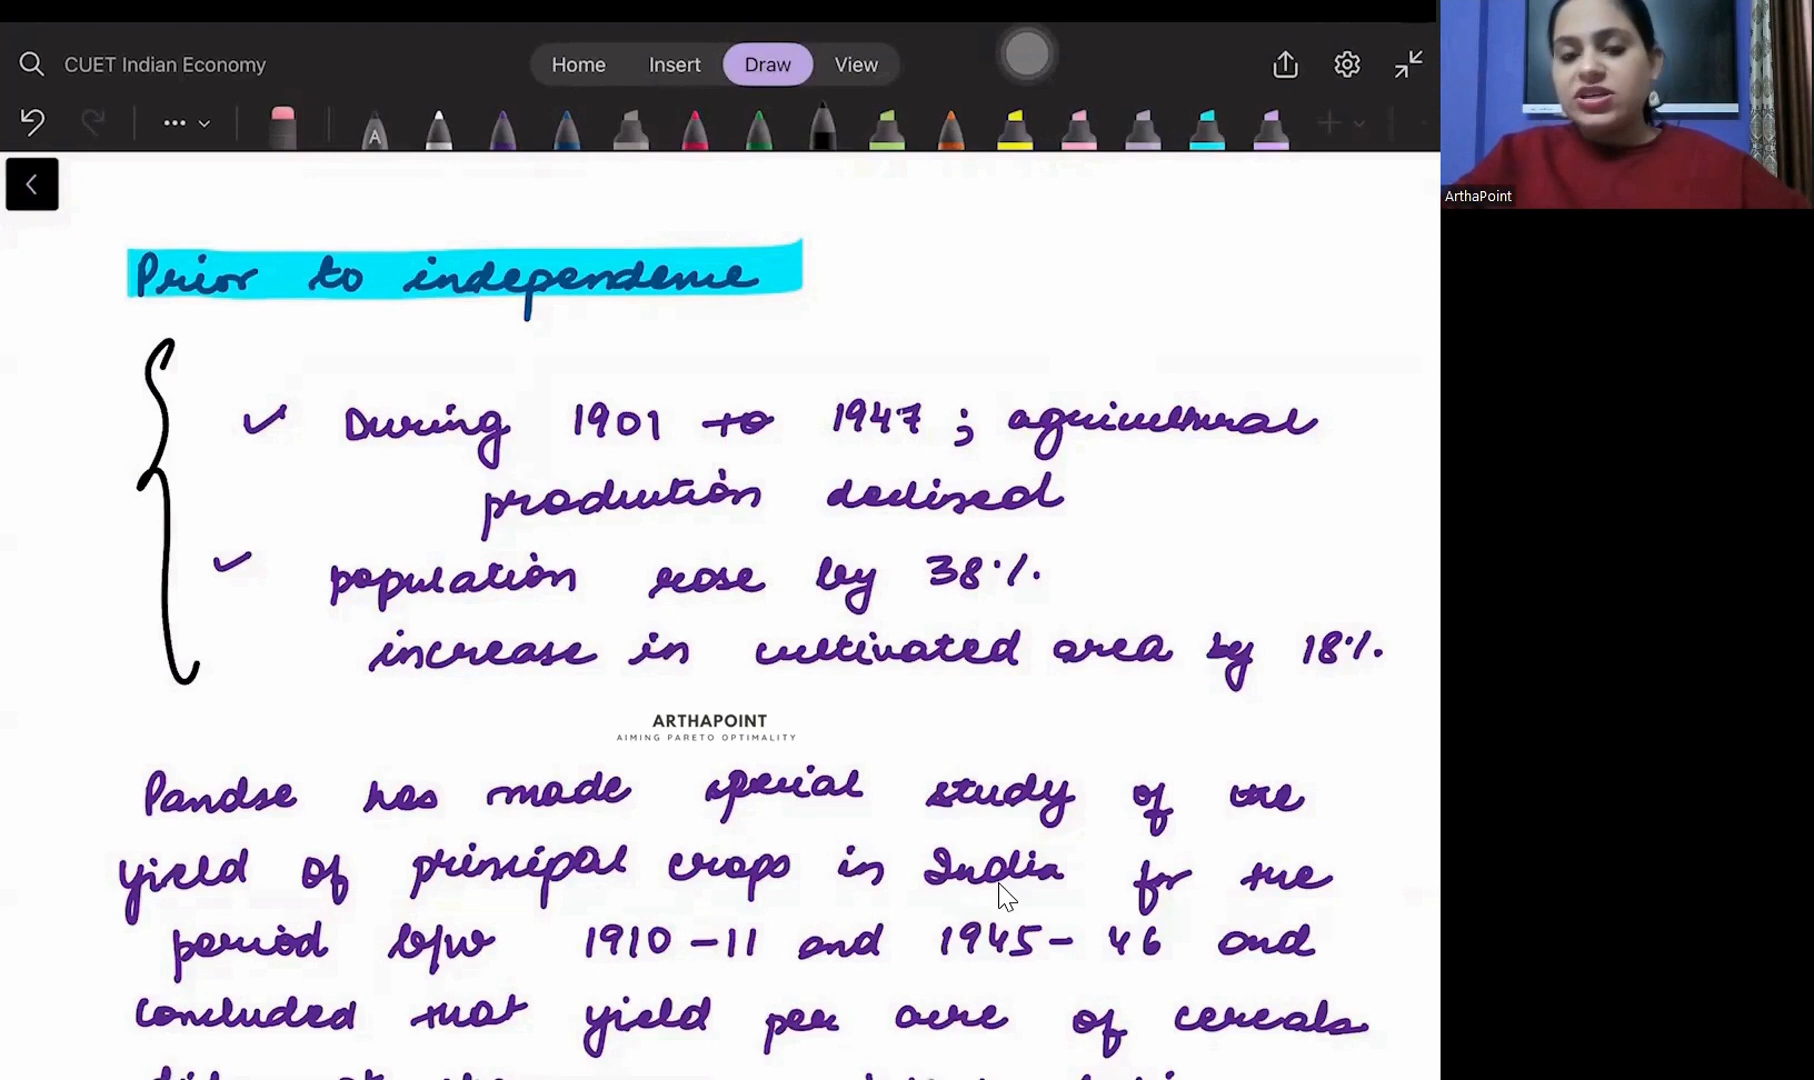 CUET Indian Economy
Home Insert Draw View
A
ArthaPoint
Prior to independence
During 1901 to 1947 ; agricultural
production declined
population rose by 38%
increase in cultivated area by 18%
ARTHAPOINT
AIMING PARETO OPTIMALITY
Pandse has made special study of the
yield of principal crops in India for the
period b/w 1910-11 and 1945-46 and
concluded that yield per acre of cereals